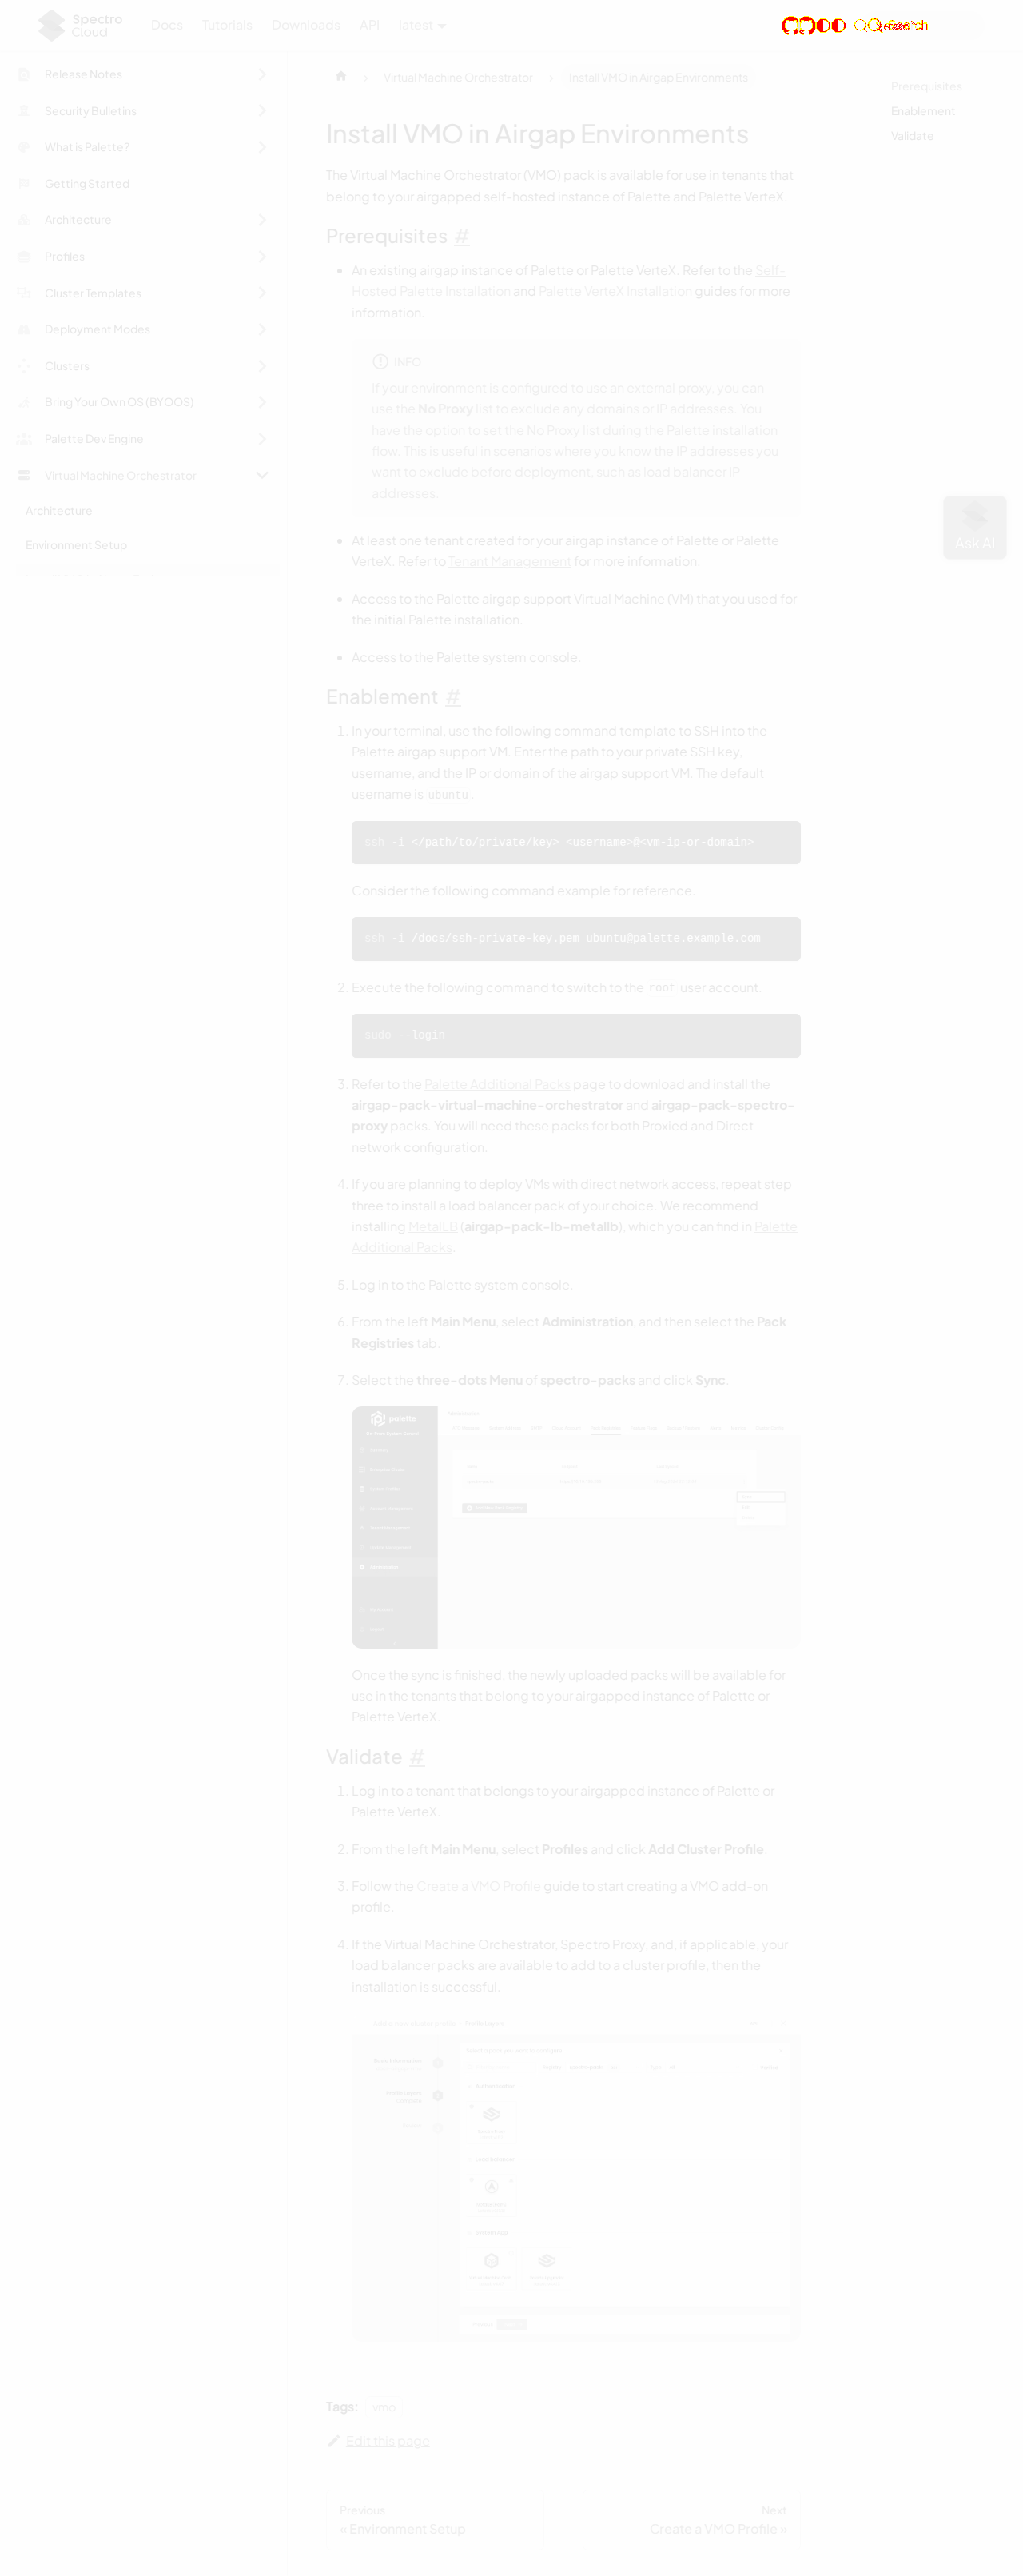 Spectro Cloud
Docs
Tutorials
Downloads
API
latest
Search
Release Notes
Security Bulletins
What is Palette?
Getting Started
Architecture
Profiles
Cluster Templates
Deployment Modes
Clusters
Bring Your Own OS (BYOOS)
Palette Dev Engine
Virtual Machine Orchestrator
Architecture
Environment Setup
Virtual Machine Orchestrator
Install VMO in Airgap Environments
Prerequisites
Enablement
Validate
Install VMO in Airgap Environments
The Virtual Machine Orchestrator (VMO) pack is available for use in tenants that
belong to your airgapped self-hosted instance of Palette and Palette VerteX.
Prerequisites #
• An existing airgap instance of Palette or Palette VerteX. Refer to the Self-
Hosted Palette Installation and Palette VerteX Installation guides for more
information.
INFO
If your environment is configured to use an external proxy, you can
use the No Proxy list to exclude any domains or IP addresses. You
have the option to set the No Proxy list during the Palette installation
flow. This is useful in scenarios where you know the IP addresses you
want to exclude before deployment, such as load balancer IP
addresses.
• At least one tenant created for your airgap instance of Palette or Palette
VerteX. Refer to Tenant Management for more information.
• Access to the Palette airgap support Virtual Machine (VM) that you used for
the initial Palette installation.
• Access to the Palette system console.
Ask AI
Enablement #
1. In your terminal, use the following command template to SSH into the
Palette airgap support VM. Enter the path to your private SSH key,
username, and the IP or domain of the airgap support VM. The default
username is ubuntu.
ssh -i </path/to/private/key> <username>@<vm-ip-or-domain>
Consider the following command example for reference.
ssh -i /docs/ssh-private-key.pem ubuntu@palette.example.com
2. Execute the following command to switch to the root user account.
sudo --login
3. Refer to the Palette Additional Packs page to download and install the
airgap-pack-virtual-machine-orchestrator and airgap-pack-spectro-
proxy packs. You will need these packs for both Proxied and Direct
network configuration.
4. If you are planning to deploy VMs with direct network access, repeat step
three to install a load balancer pack of your choice. We recommend
installing MetalLB (airgap-pack-lb-metallb), which you can find in Palette
Additional Packs.
5. Log in to the Palette system console.
6. From the left Main Menu, select Administration, and then select the Pack
Registries tab.
7. Select the three-dots Menu of spectro-packs and click Sync.
palette
Once the sync is finished, the newly uploaded packs will be available for
use in the tenants that belong to your airgapped instance of Palette or
Palette VerteX.
Validate #
1. Log in to a tenant that belongs to your airgapped instance of Palette or
Palette VerteX.
2. From the left Main Menu, select Profiles and click Add Cluster Profile.
3. Follow the Create a VMO Profile guide to start creating a VMO add-on
profile.
4. If the Virtual Machine Orchestrator, Spectro Proxy, and, if applicable, your
load balancer packs are available to add to a cluster profile, then the
installation is successful.
Tags:
vmo
Edit this page
Previous
« Environment Setup
Next
Create a VMO Profile »